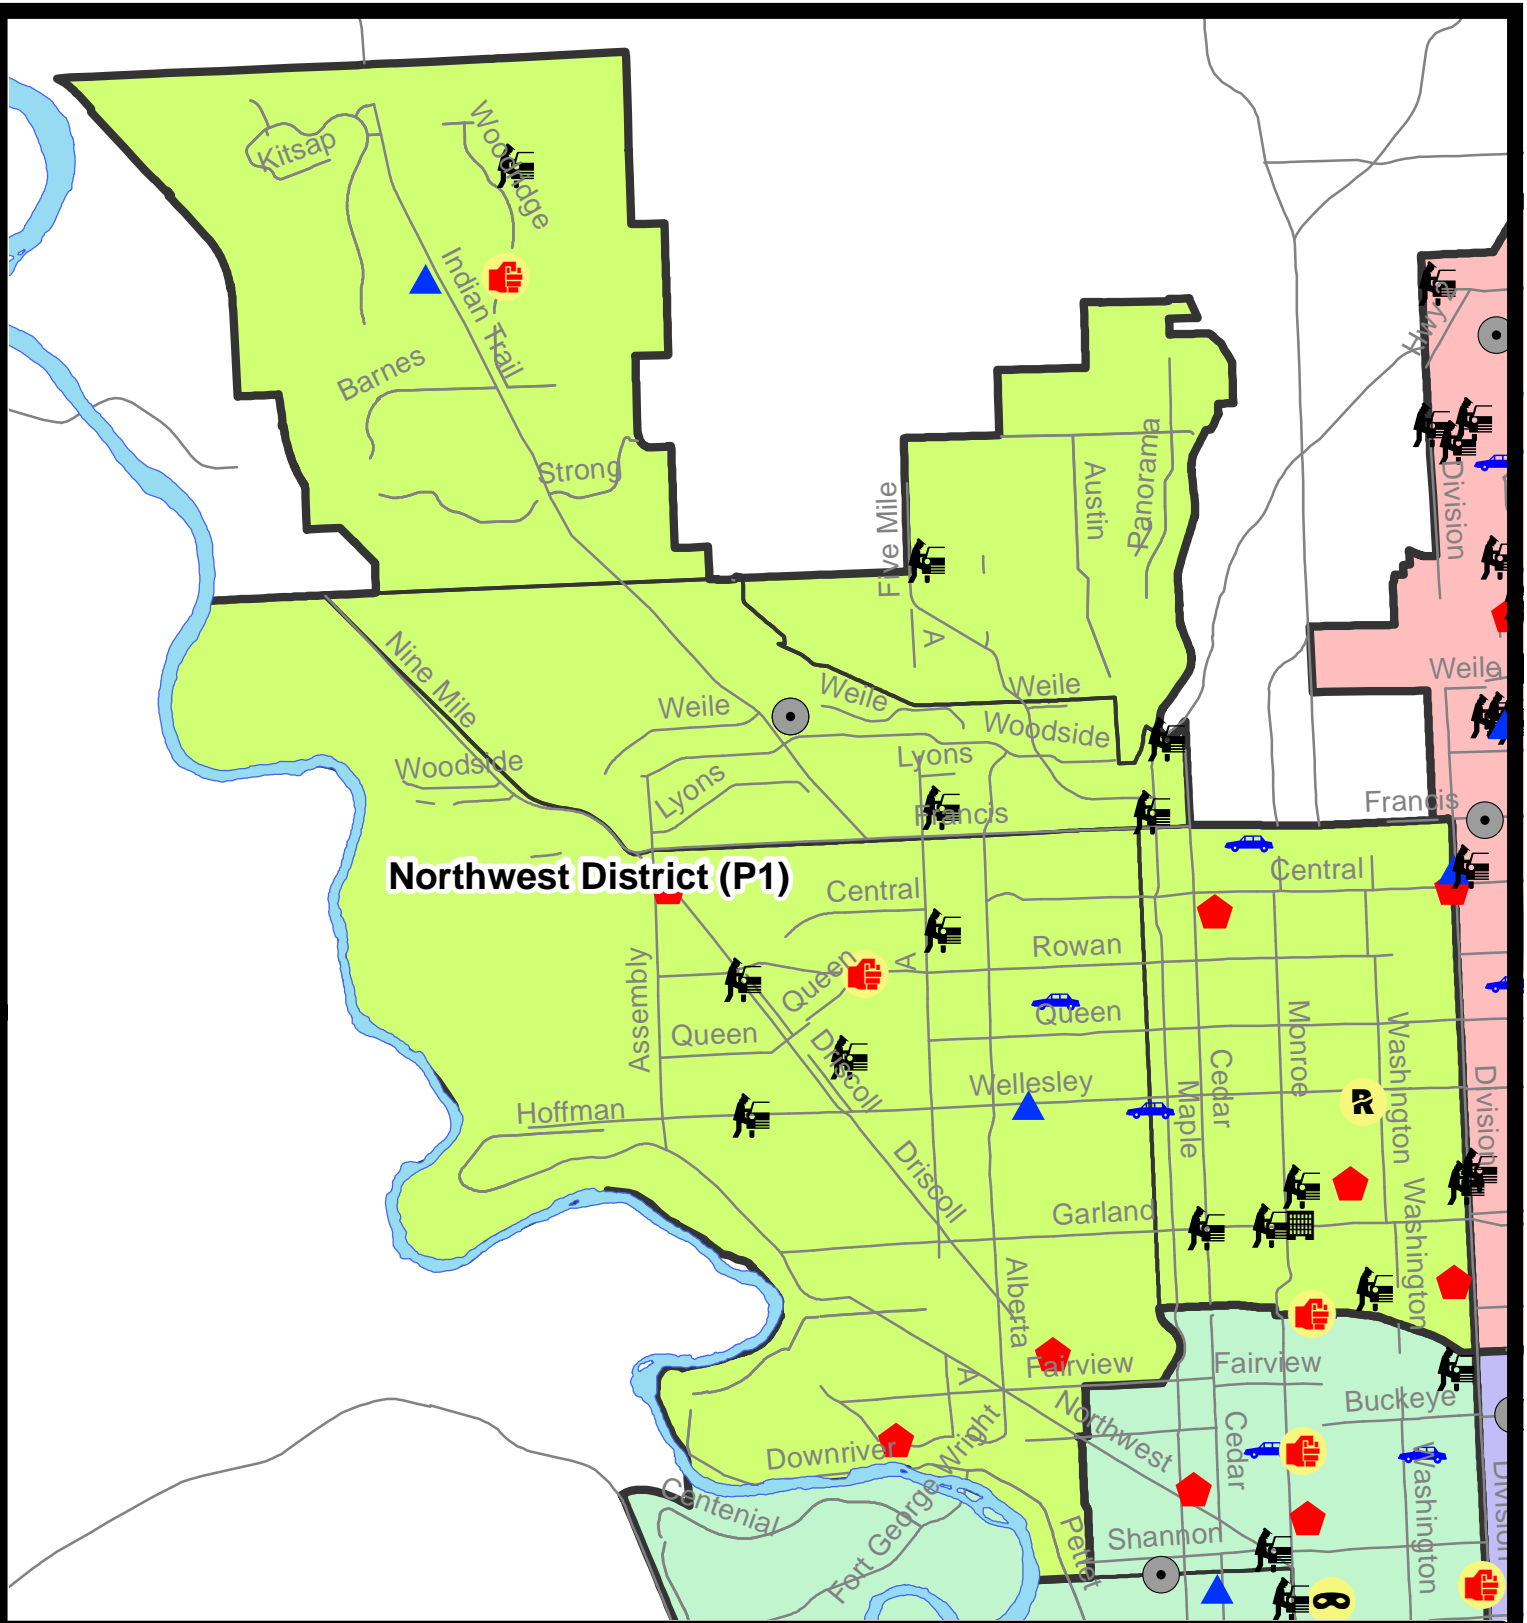 Kitsap
Woodridge
Indian Trail
Hwy 2
Barnes
Strong
Five Mile
Austin
Panorama
Division
A
Nine Mile
Weile
Weile
Weile
Weile
Woodside
Woodside
Lyons
Lyons
Francis
Francis
Northwest District (P1)
Central
Central
Assembly
Queen
A
Rowan
Queen
Queen
Driscoll
Monroe
Washington
Wellesley
Cedar
Maple
Division
Hoffman
Driscoll
Garland
Washington
Alberta
Fairview
Fairview
A
Buckeye
Northwest
Cedar
Washington
Division
Downriver
Centenial
Fort George Wright
Pettet
Shannon